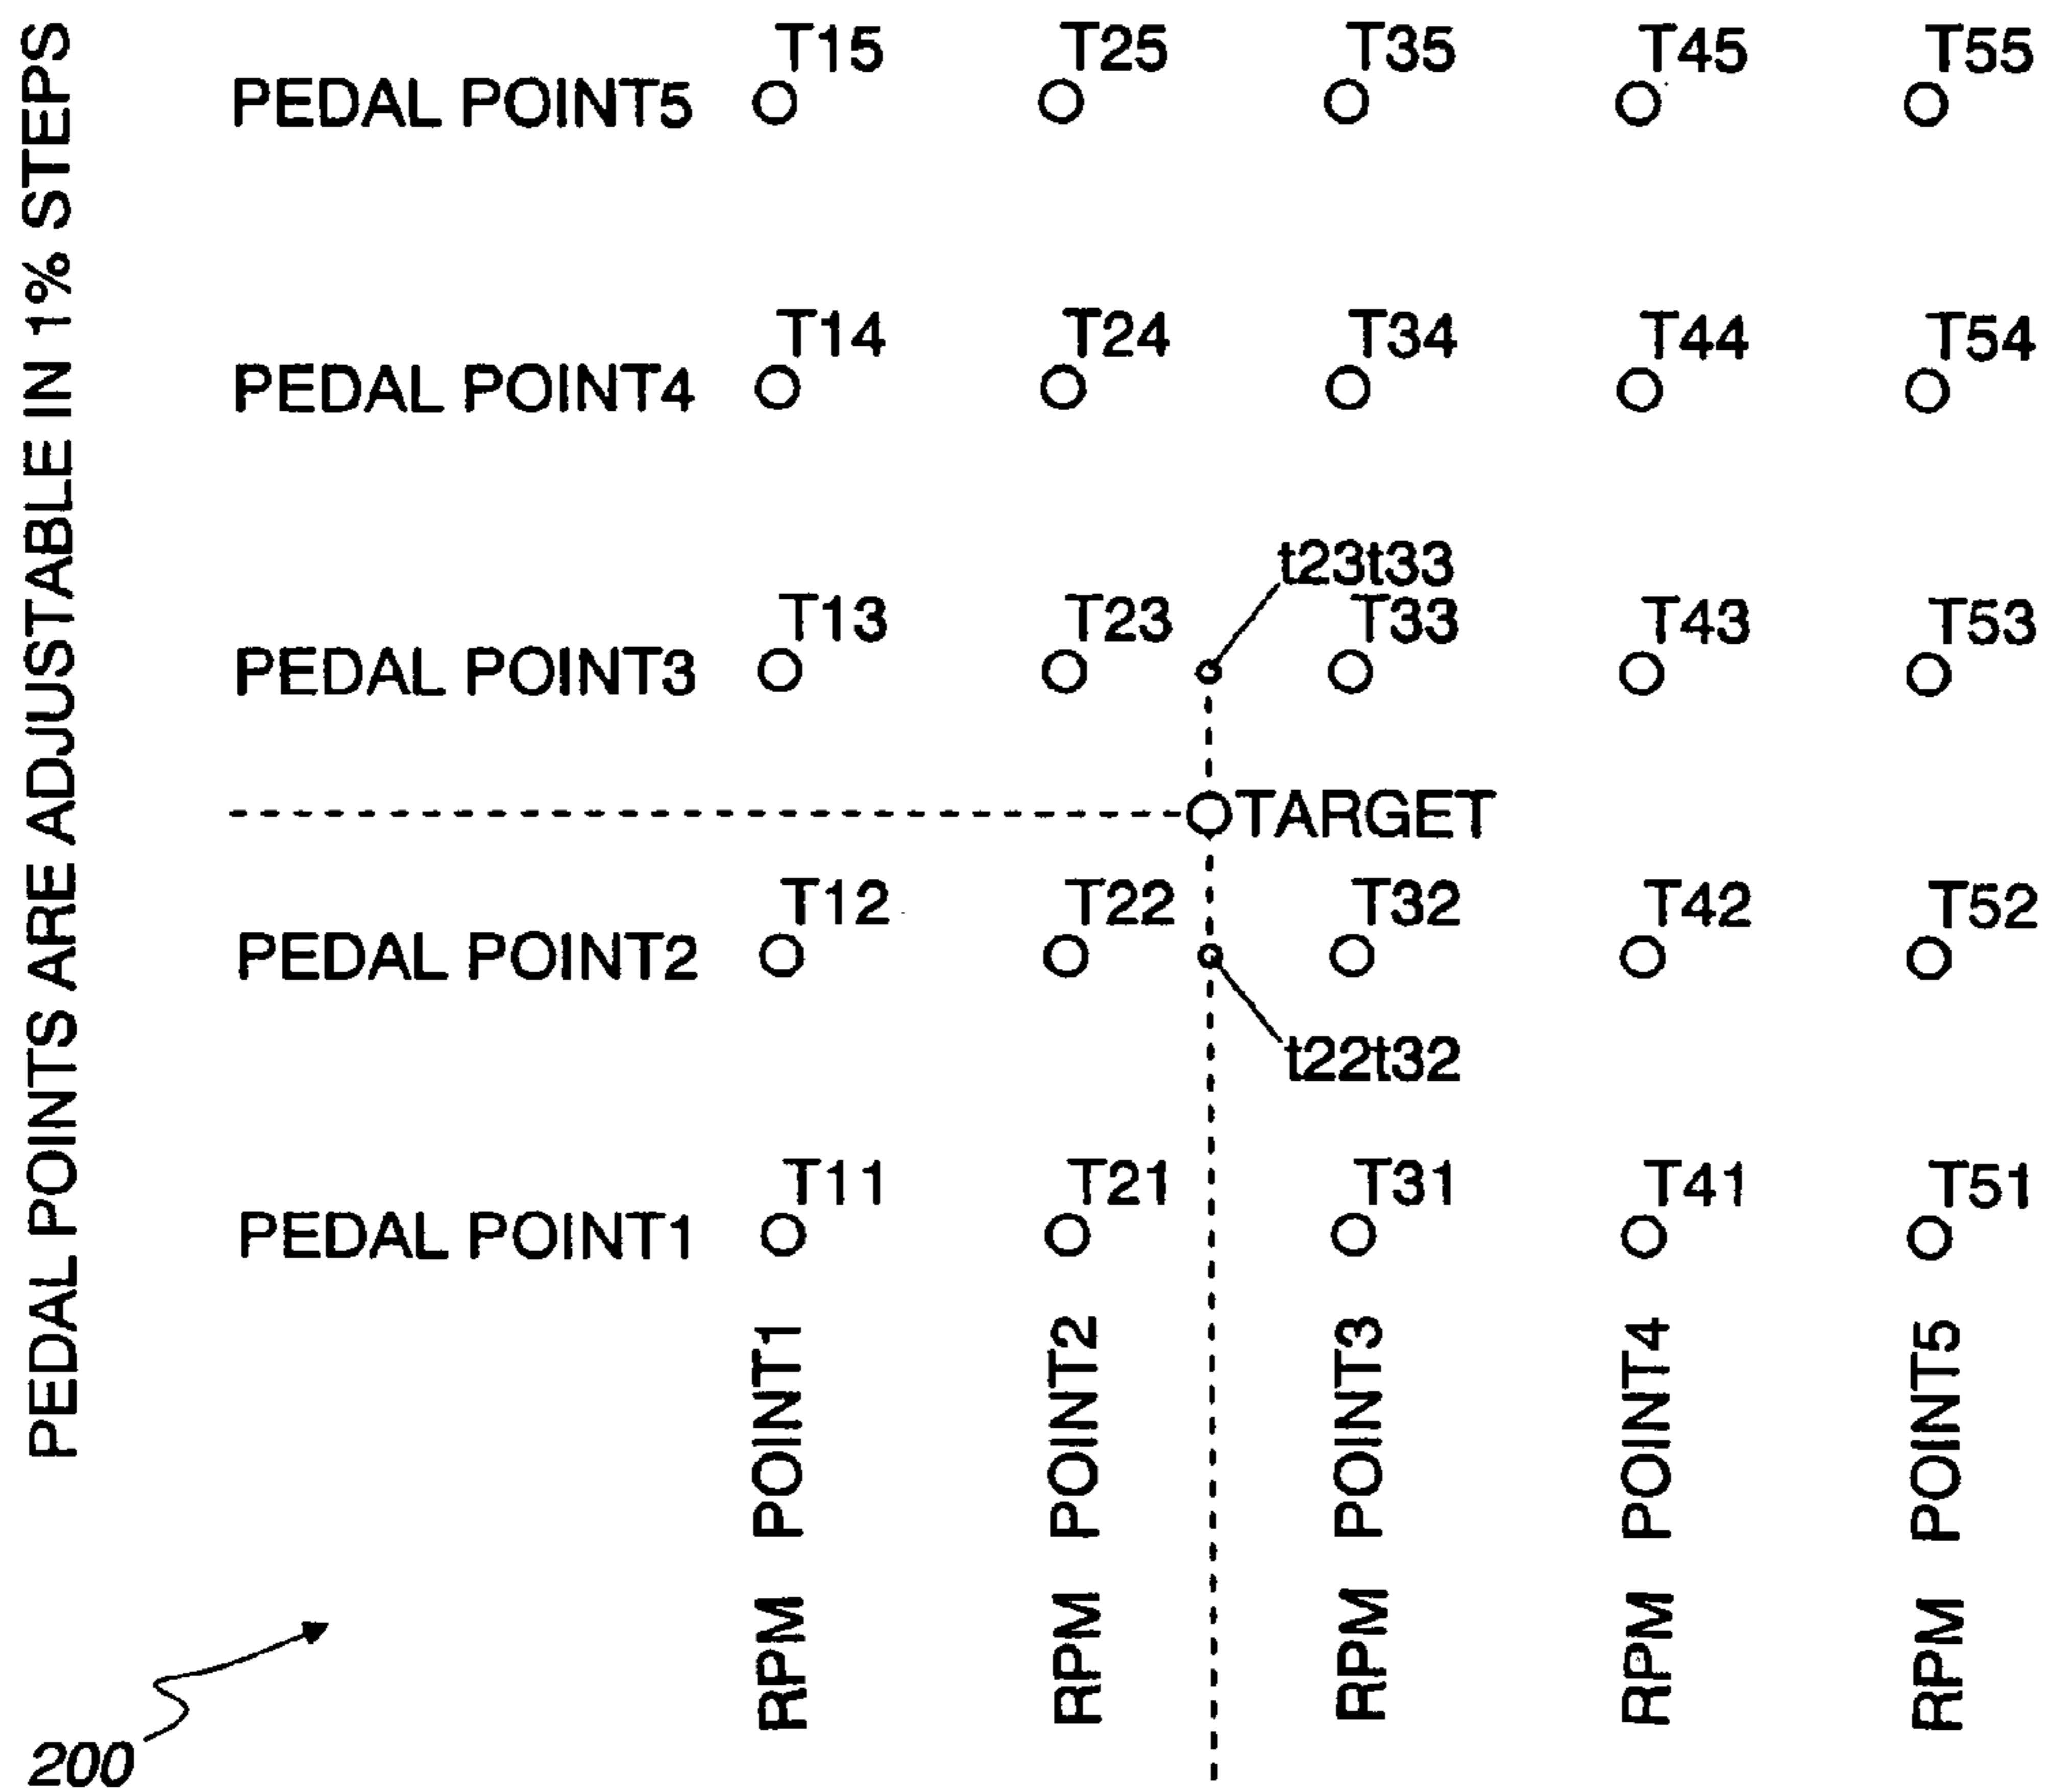 PEDAL POINTS ARE ADJUSTABLE IN 1% STEPS
T15 T25 T35 T45 T55
PEDAL POINT5
T14 T24 T34 T44 T54
PEDAL POINT4
t23t33
T13 T23 T33 T43 T53
PEDAL POINT3
TARGET
T12 T22 T32 T42 T52
PEDAL POINT2
t22t32
T11 T21 T31 T41 T51
PEDAL POINT1
RPM POINT1
RPM POINT2
RPM POINT3
RPM POINT4
RPM POINT5
200